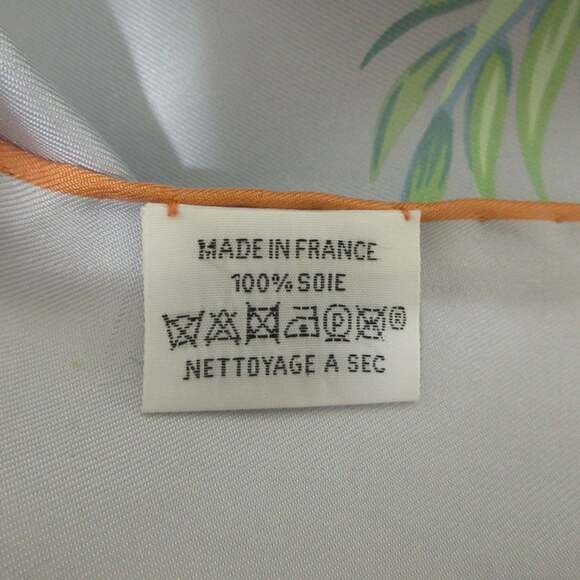 MADE IN FRANCE
100% SOIE
P ®
NETTOYAGE A SEC